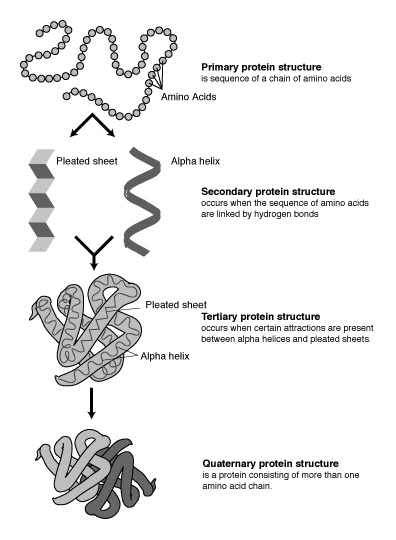 Primary protein structure
is sequence of a chain of amino acids
Amino Acids
Pleated sheet
Alpha helix
Secondary protein structure
occurs when the sequence of amino acids
are linked by hydrogen bonds
Pleated sheet
Tertiary protein structure
occurs when certain attractions are present
between alpha helices and pleated sheets.
Alpha helix
Quaternary protein structure
is a protein consisting of more than one
amino acid chain.